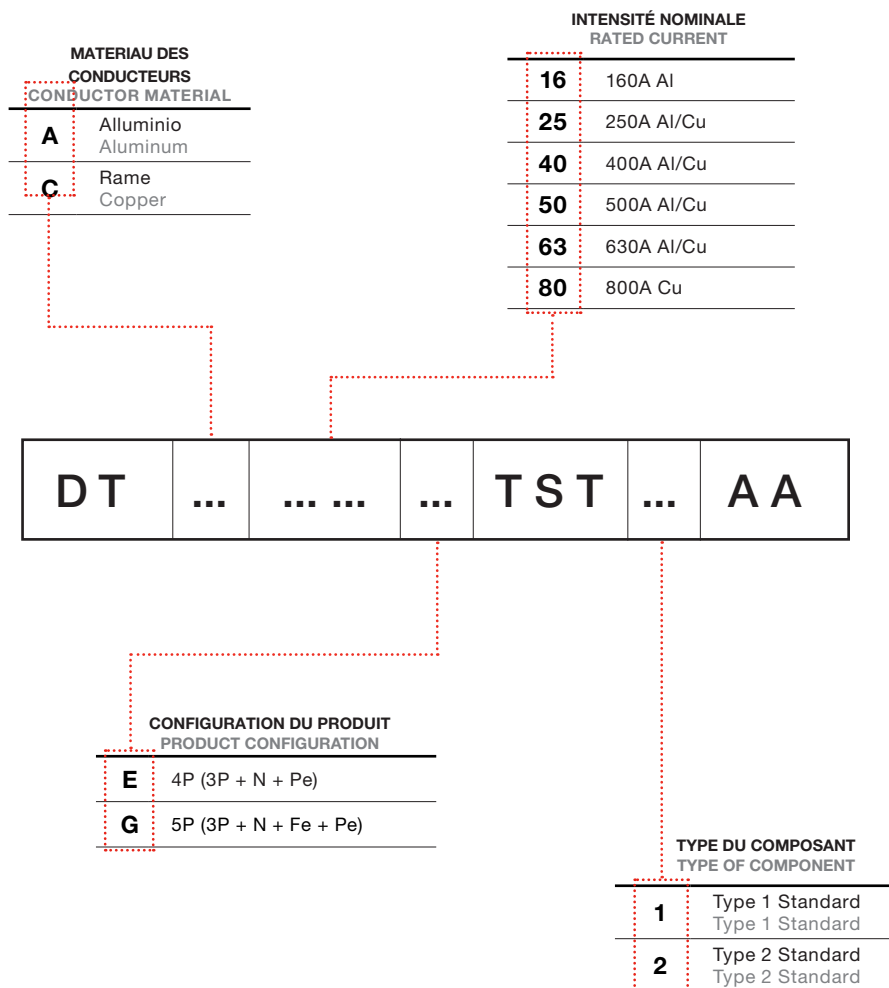 INTENSITÉ NOMINALE
RATED CURRENT
16 160A Al
25 250A Al/Cu
40 400A Al/Cu
50 500A Al/Cu
63 630A Al/Cu
80 800A Cu
MATERIAU DES
CONDUCTEURS
CONDUCTOR MATERIAL
A Alluminio
Aluminum
C Rame
Copper
D T ... ... ... ... T S T ... A A
CONFIGURATION DU PRODUIT
PRODUCT CONFIGURATION
E 4P (3P + N + Pe)
G 5P (3P + N + Fe + Pe)
TYPE DU COMPOSANT
TYPE OF COMPONENT
1 Type 1 Standard
Type 1 Standard
2 Type 2 Standard
Type 2 Standard